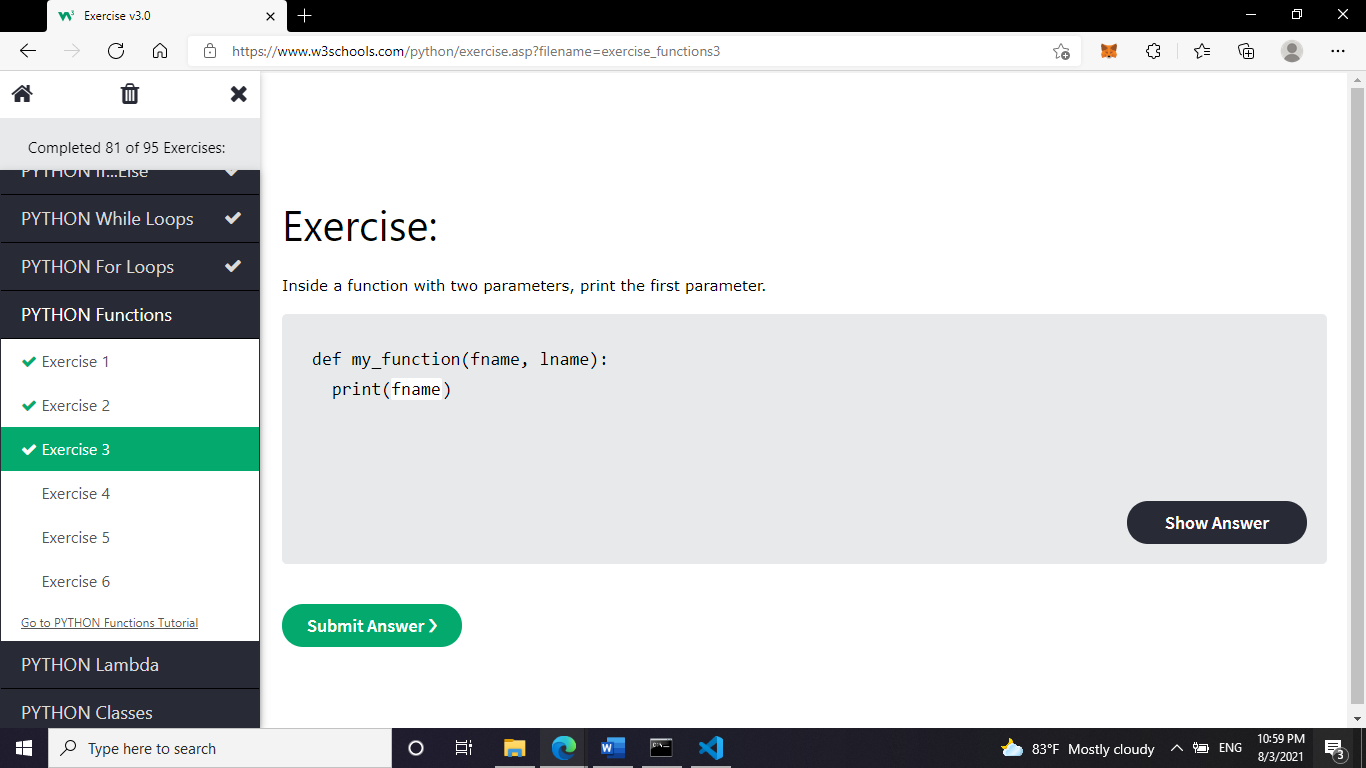 Exercise v3.0
https://www.w3schools.com/python/exercise.asp?filename=exercise_functions3
Completed 81 of 95 Exercises:
PYTHON If...Else
PYTHON While Loops
PYTHON For Loops
PYTHON Functions
Exercise 1
Exercise 2
Exercise 3
Exercise 4
Exercise 5
Exercise 6
Go to PYTHON Functions Tutorial
PYTHON Lambda
PYTHON Classes
Exercise:
Inside a function with two parameters, print the first parameter.
def my_function(fname, lname):
print(fname)
Show Answer
Submit Answer ❯
Type here to search
83°F Mostly cloudy
ENG
10:59 PM
8/3/2021
3